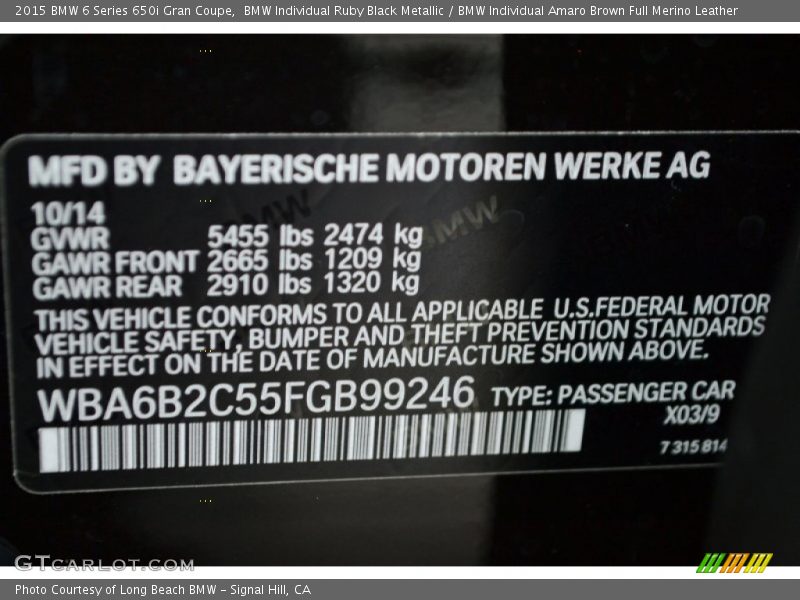 2015 BMW 6 Series 650i Gran Coupe,  BMW Individual Ruby Black Metallic / BMW Individual Amaro Brown Full Merino Leather
MFD BY BAYERISCHE MOTOREN WERKE AG
10/14
GVWR 5455 lbs 2474 kg
GAWR FRONT 2665 lbs 1209 kg
GAWR REAR 2910 lbs 1320 kg
BMW
BMW
THIS VEHICLE CONFORMS TO ALL APPLICABLE U.S.FEDERAL MOTOR
VEHICLE SAFETY, BUMPER AND THEFT PREVENTION STANDARDS
IN EFFECT ON THE DATE OF MANUFACTURE SHOWN ABOVE.
WBA6B2C55FGB99246 TYPE: PASSENGER CAR
X03/9
7 315 814
GTCARLOT.COM
Photo Courtesy of Long Beach BMW – Signal Hill, CA